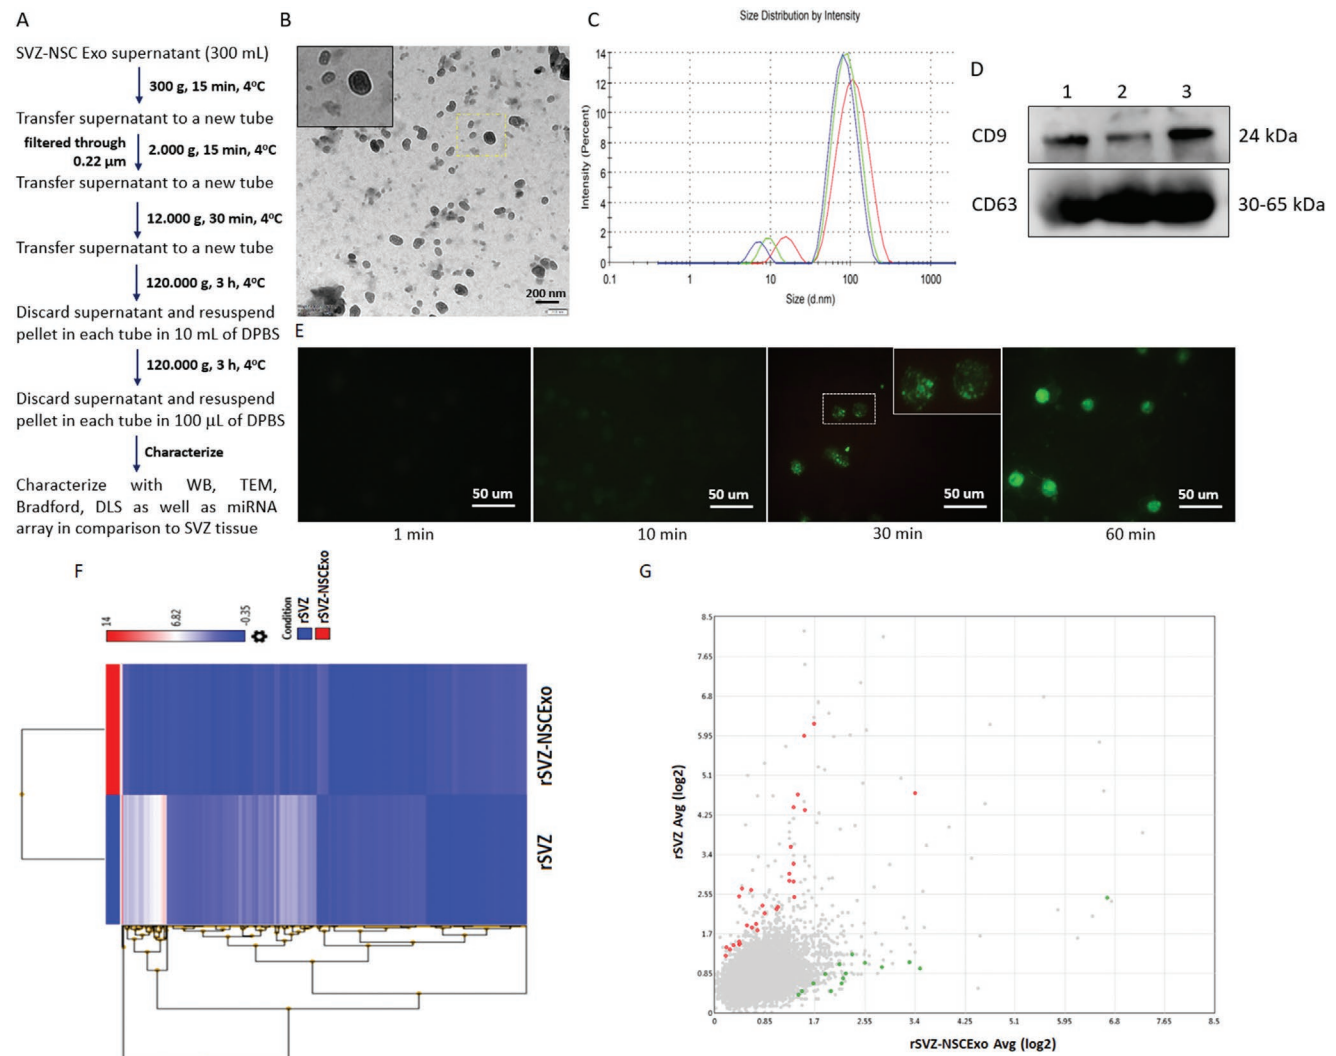 A
SVZ-NSC Exo supernatant (300 mL)
300 g, 15 min, 4ºC
Transfer supernatant to a new tube
filtered through
0.22 µm
2.000 g, 15 min, 4ºC
Transfer supernatant to a new tube
12.000 g, 30 min, 4ºC
Transfer supernatant to a new tube
120.000 g, 3 h, 4ºC
Discard supernatant and resuspend
pellet in each tube in 10 mL of DPBS
120.000 g, 3 h, 4ºC
Discard supernatant and resuspend
pellet in each tube in 100 µL of DPBS
Characterize
Characterize with WB, TEM,
Bradford, DLS as well as miRNA
array in comparison to SVZ tissue
B
200 nm
C
Size Distribution by Intensity
Intensity (Percent)
14
12
10
8
6
4
2
0
0.1 1 10 100 1000
Size (d.nm)
D
1 2 3
CD9 24 kDa
CD63 30-65 kDa
E
50 um 50 um 50 um 50 um
1 min 10 min 30 min 60 min
F
14 6.82 -0.35
Condition
rSVZ
rSVZ-NSCExo
rSVZ-NSCExo
rSVZ
G
rSVZ Avg (log2)
8.5
7.65
6.8
5.95
5.1
4.25
3.4
2.55
1.7
0.85
0
0 0.85 1.7 2.55 3.4 4.25 5.1 5.95 6.8 7.65 8.5
rSVZ-NSCExo Avg (log2)